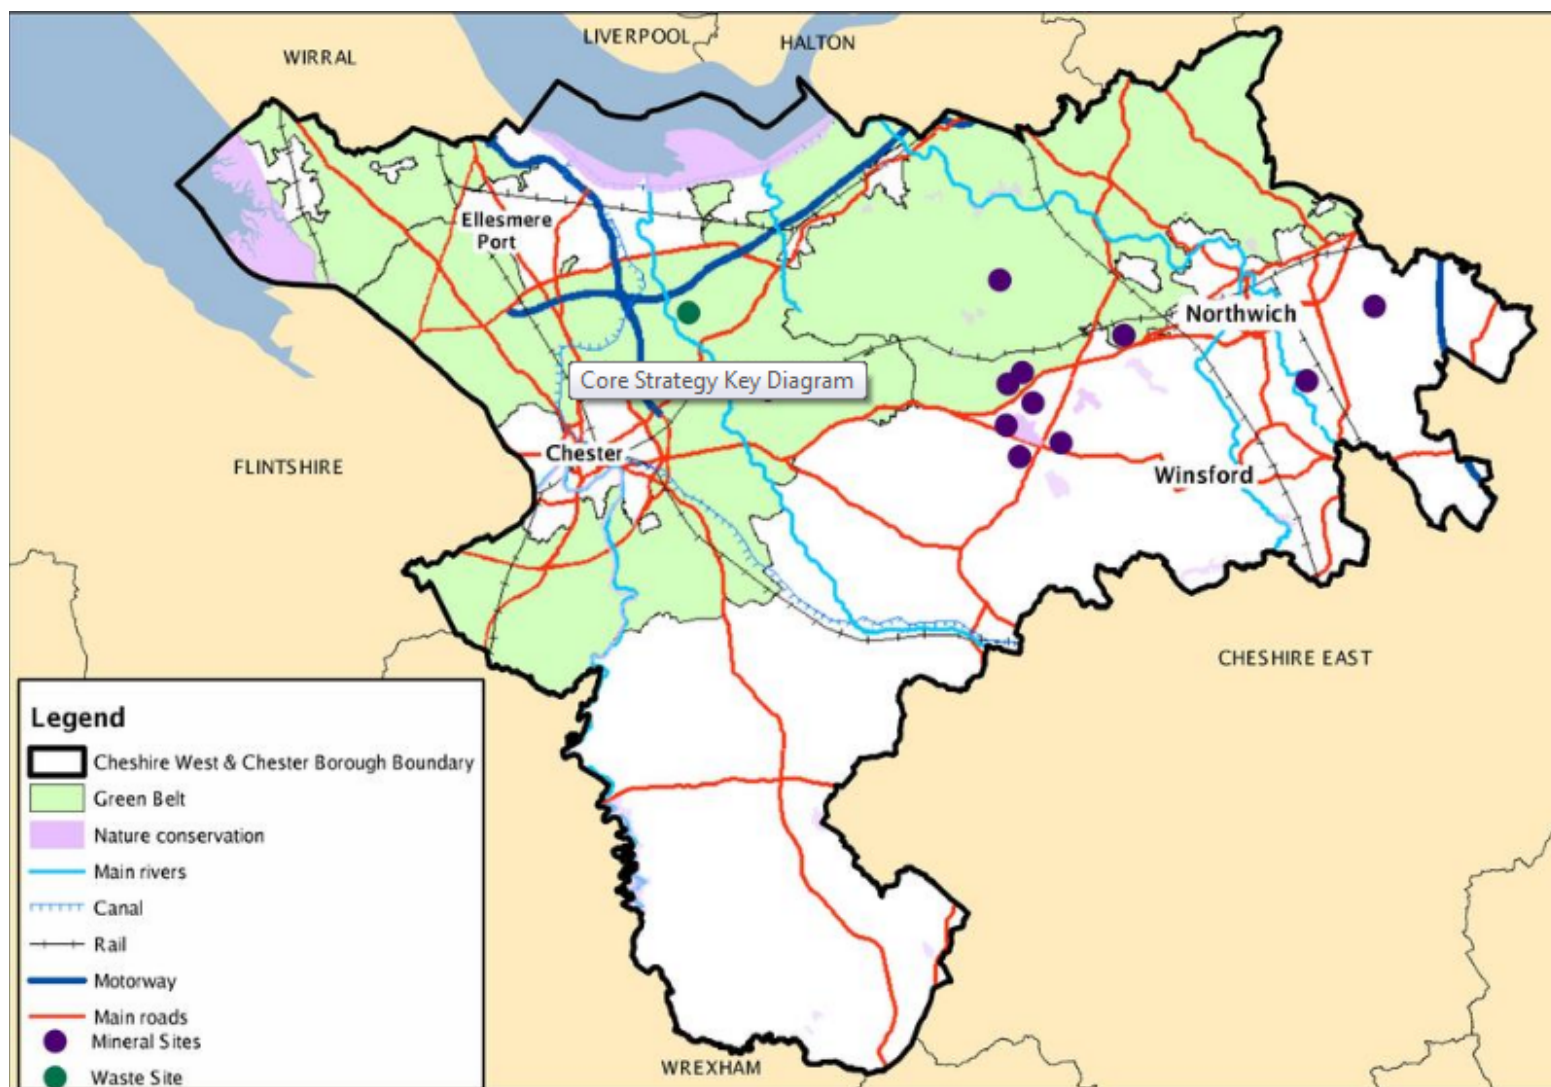 LIVERPOOL
HALTON
WIRRAL
Ellesmere
Port
Northwich
Core Strategy Key Diagram
Chester
FLINTSHIRE
Winsford
CHESHIRE EAST
Legend
Cheshire West & Chester Borough Boundary
Green Belt
Nature conservation
Main rivers
Canal
Rail
Motorway
Main roads
Mineral Sites
Waste Site
WREXHAM